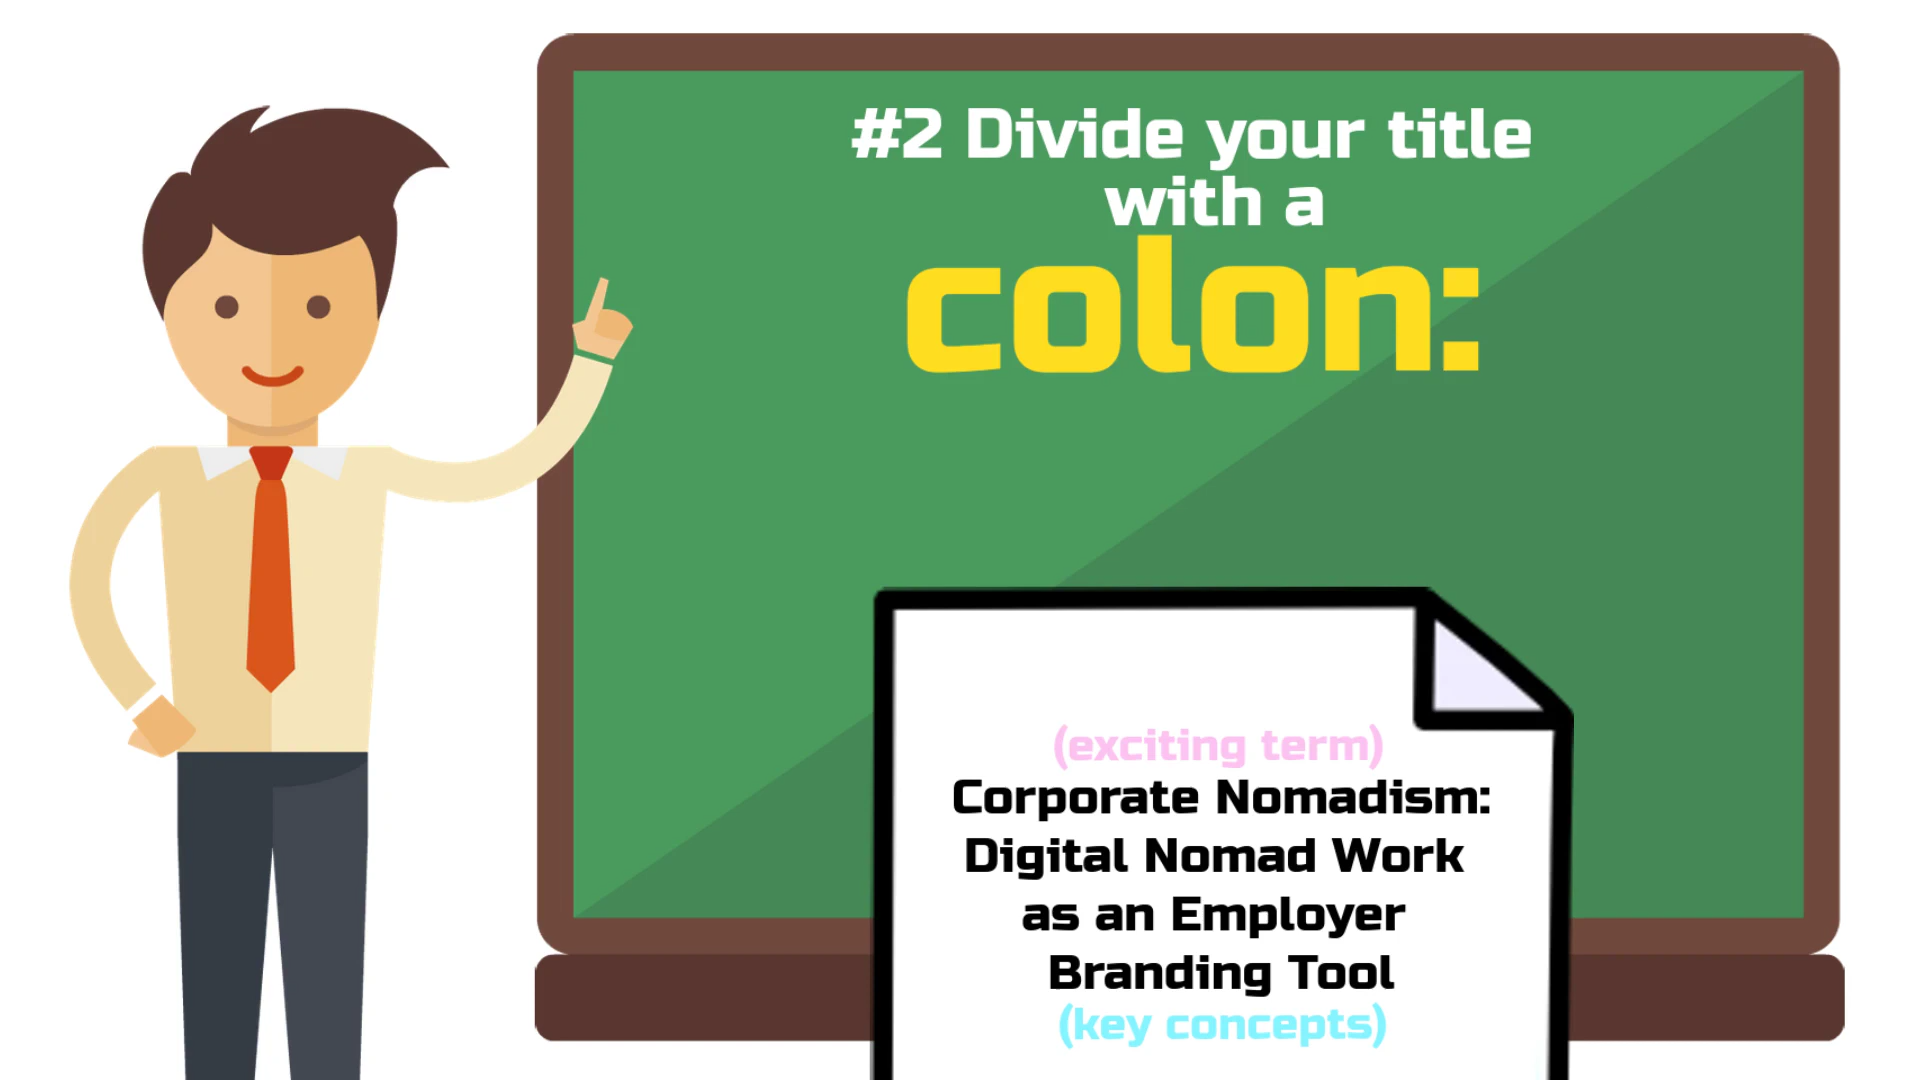 #2 Divide your title
with a
colon:
(exciting term)
Corporate Nomadism:
Digital Nomad Work
as an Employer
Branding Tool
(key concepts)